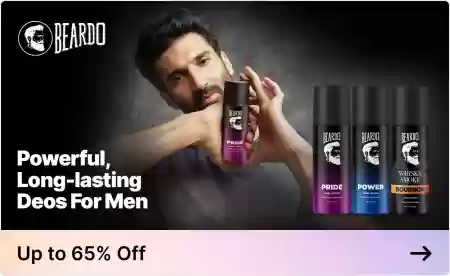 BEARDO
Powerful,
Long-lasting
Deos For Men
BEARDO
PRIDE
BEARDO
PRIDE
BEARDO
POWER
BEARDO
WHISKY
SMOKE
BOURBON
Up to 65% Off